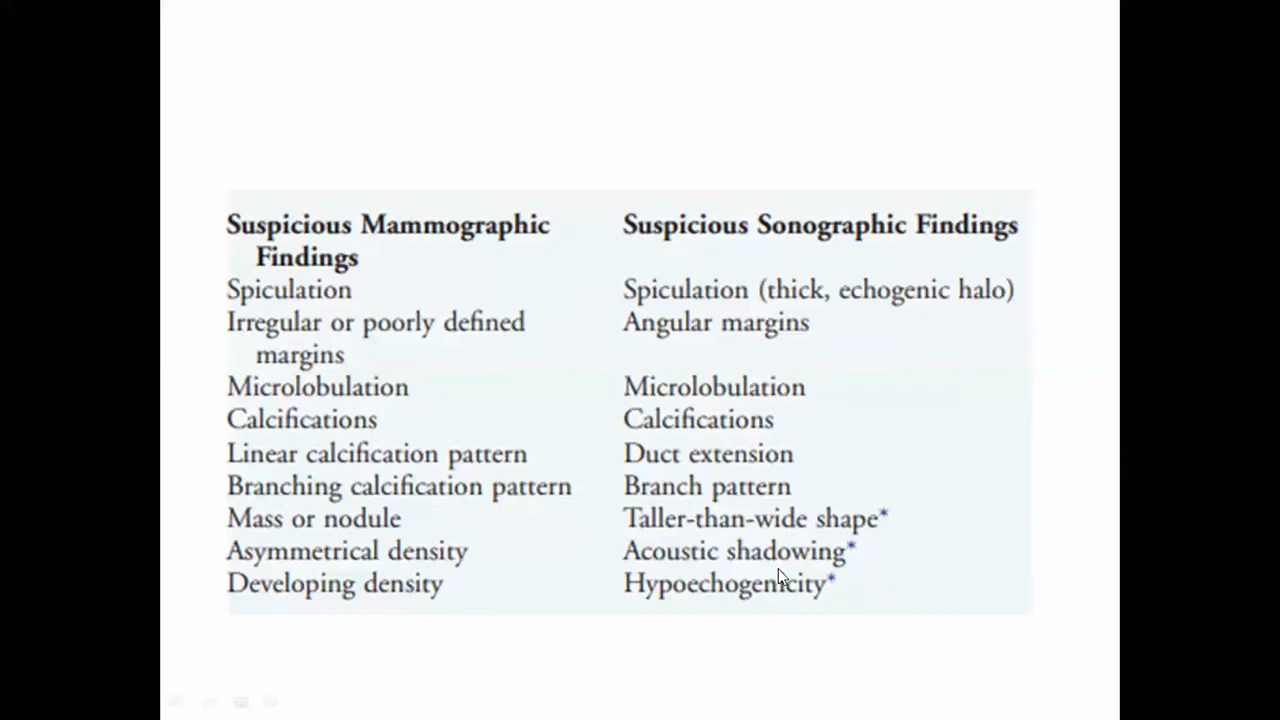 Suspicious Mammographic Findings
Suspicious Sonographic Findings
Spiculation
Spiculation (thick, echogenic halo)
Irregular or poorly defined margins
Angular margins
Microlobulation
Microlobulation
Calcifications
Calcifications
Linear calcification pattern
Duct extension
Branching calcification pattern
Branch pattern
Mass or nodule
Taller-than-wide shape*
Asymmetrical density
Acoustic shadowing*
Developing density
Hypoechogenicity*